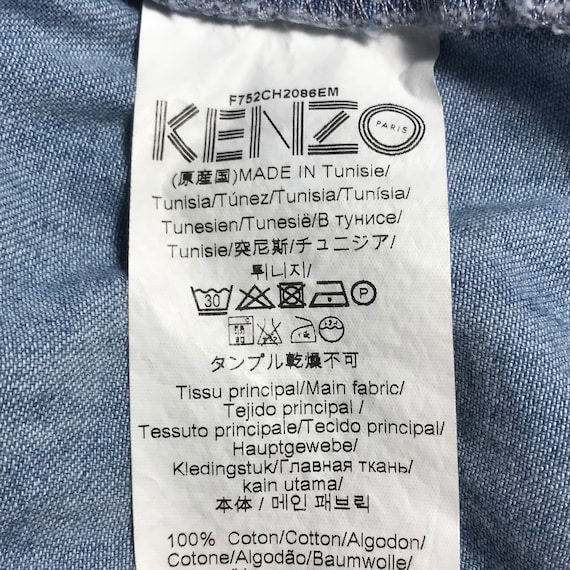 F752CH2086EM
KENZO PARIS
(原産国)MADE IN Tunisie/
Tunisia/Túnez/Tunisia/Tunísia/
Tunesien/Tunesië/В тунисе/
Tunisie/突尼斯/チュニジア/
튀니지/
30 P
タンプル乾燥不可
Tissu principal/Main fabric/
Tejido principal /
Tessuto principale/Tecido principal/
Hauptgewebe/
Kledingstuk/Главная ткань/
kain utama/
本体 / 메인 패브릭
100% Coton/Cotton/Algodon/
Cotone/Algodão/Baumwolle/